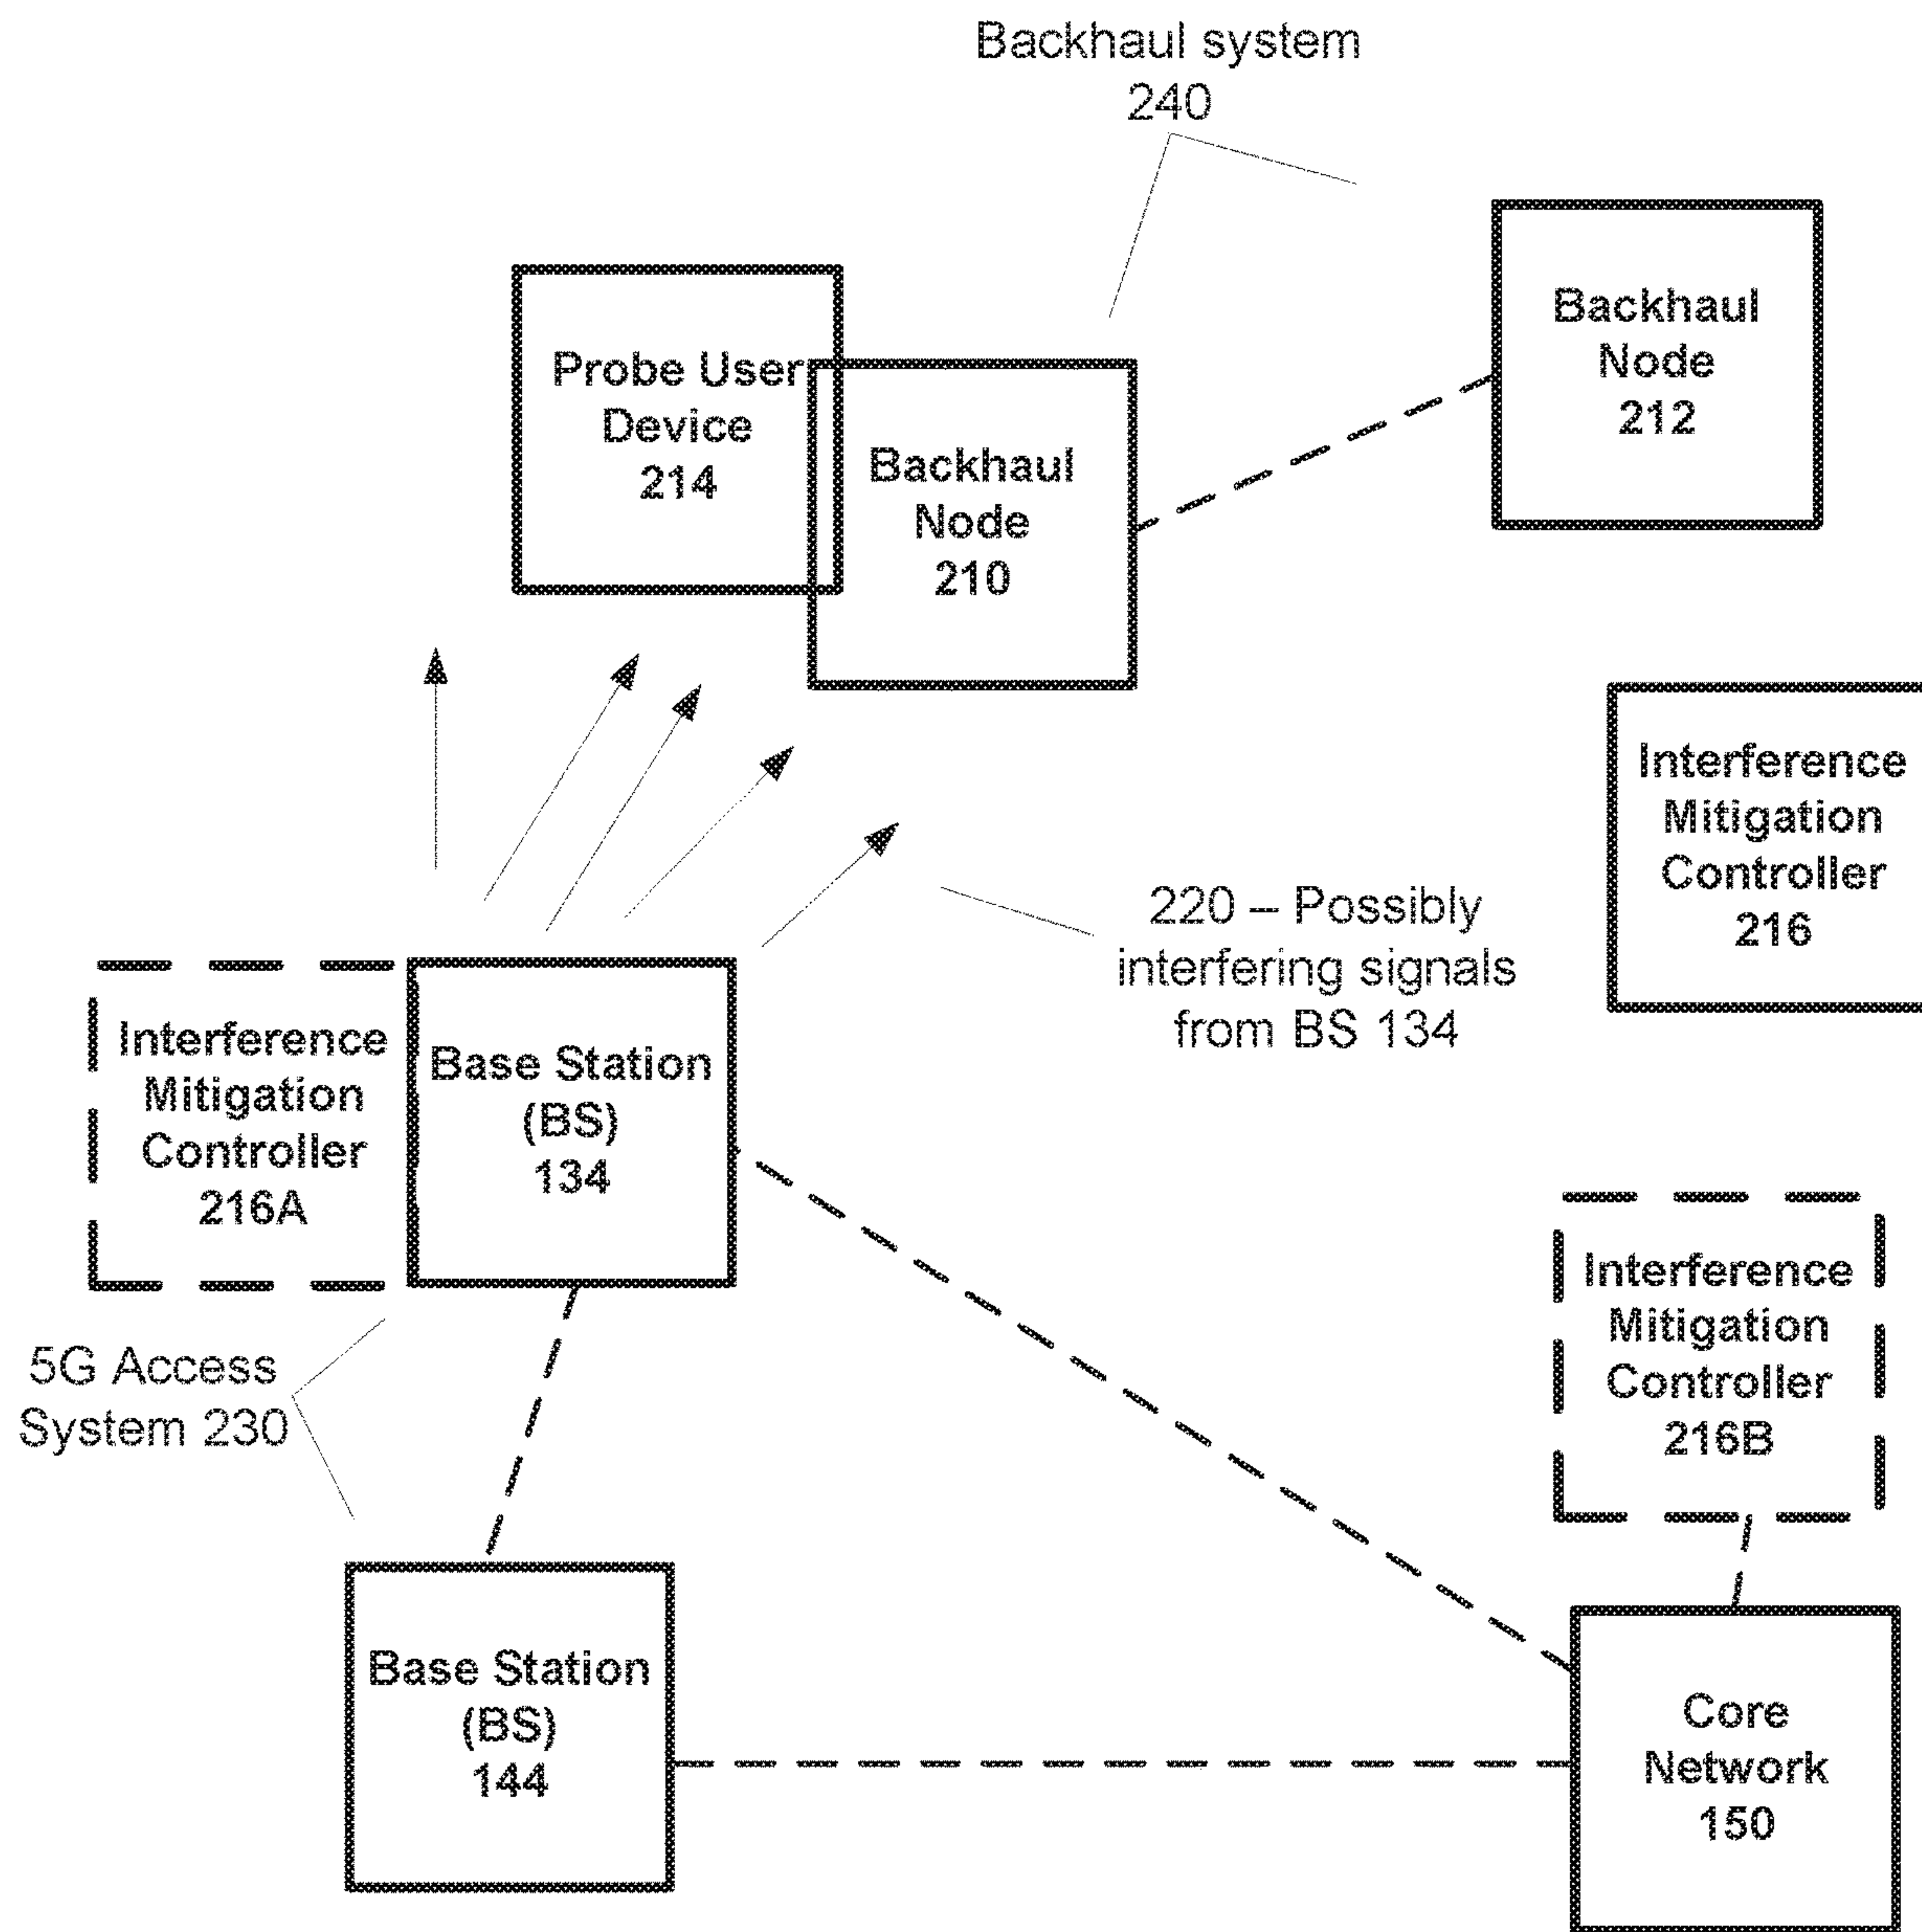 Backhaul system
240
Backhaul
Node
212
Probe User
Device
214
Backhaul
Node
210
Interference
Mitigation
Controller
216
220 – Possibly
interfering signals
from BS 134
Interference
Mitigation
Controller
216A
Base Station
(BS)
134
Interference
Mitigation
Controller
216B
5G Access
System 230
Base Station
(BS)
144
Core
Network
150